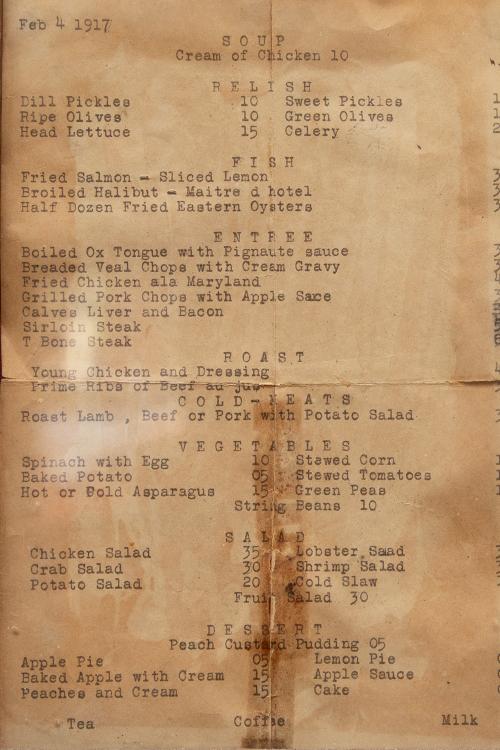 Feb 4 1917
SOUP
Cream of Chicken 10
RELISH
Dill Pickles 10 Sweet Pickles
Ripe Olives 10 Green Olives
Head Lettuce 15 Celery
FISH
Fried Salmon - Sliced Lemon
Broiled Halibut - Maitre d hotel
Half Dozen Fried Eastern Oysters
ENTREE
Boiled Ox Tongue with Pignaute sauce
Breaded Veal Chops with Cream Gravy
Fried Chicken ala Maryland
Grilled Pork Chops with Apple Sauce
Calves Liver and Bacon
Sirloin Steak
T Bone Steak
ROAST
Young Chicken and Dressing
Prime Ribs of Beef au jus
COLD-MEATS
Roast Lamb , Beef or Pork with Potato Salad
VEGETABLES
Spinach with Egg 10 Stewed Corn
Baked Potato 05 Stewed Tomatoes
Hot or Cold Asparagus 15 Green Peas
String Beans 10
SALAD
Chicken Salad 35 Lobster Saad
Crab Salad 30 Shrimp Salad
Potato Salad 20 Cold Slaw
Fruit Salad 30
DESSERT
Peach Custard Pudding 05
Apple Pie 05 Lemon Pie
Baked Apple with Cream 15 Apple Sauce
Peaches and Cream 15 Cake
Tea Coffee Milk